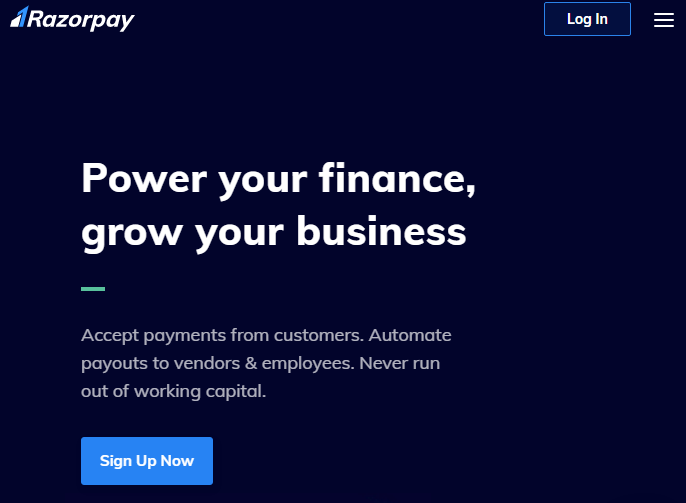 Razorpay
Log In
Power your finance,
grow your business
Accept payments from customers. Automate
payouts to vendors & employees. Never run
out of working capital.
Sign Up Now